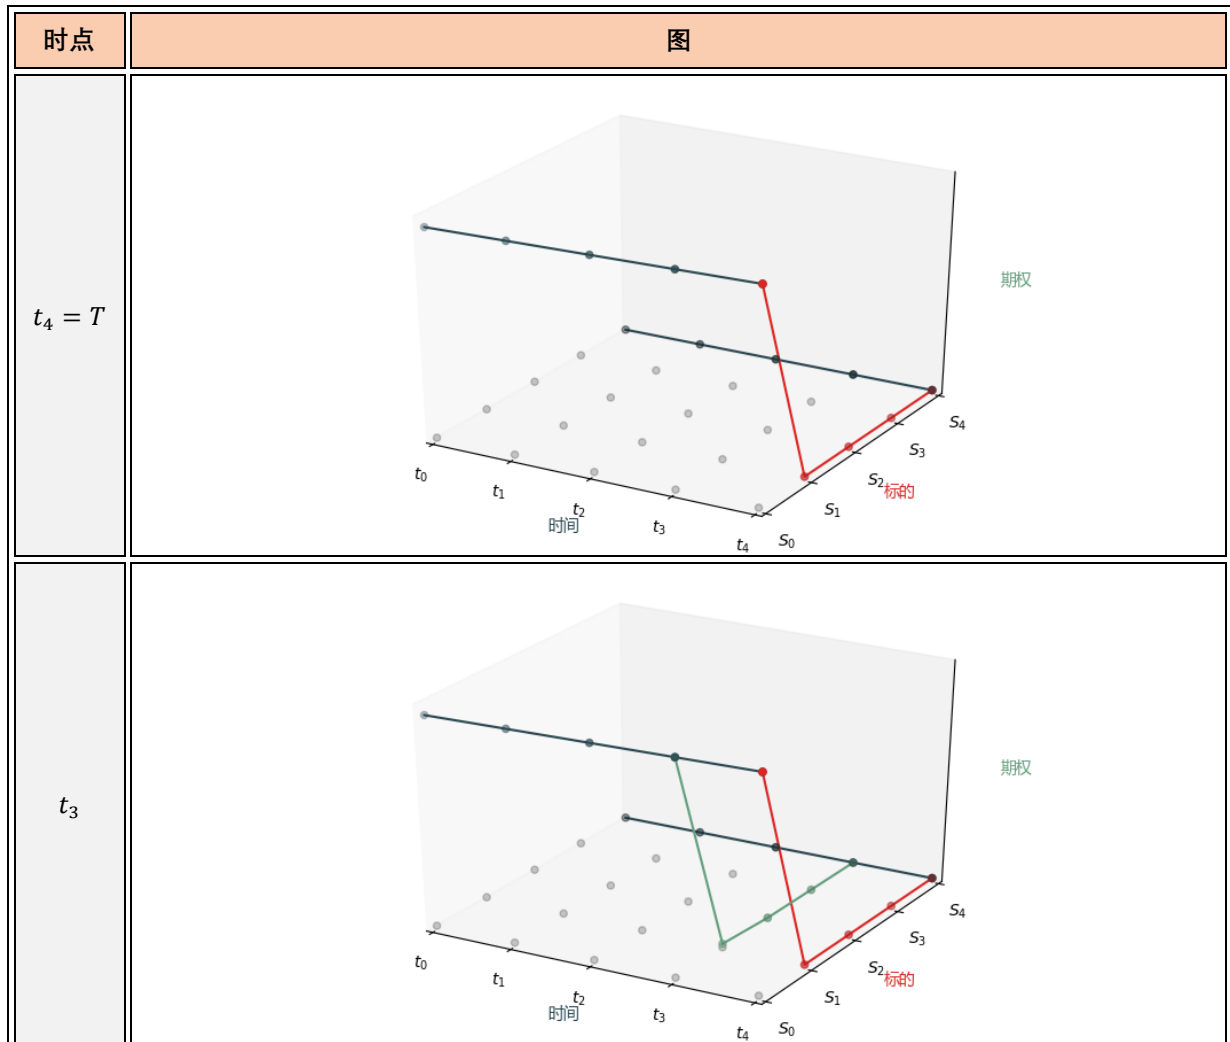 时点
图
t₄ = T
期权
S₄
S₃
S₂
标的
S₁
S₀
t₀
t₁
t₂
时间
t₃
t₄
t₃
期权
S₄
S₃
S₂
标的
S₁
S₀
t₀
t₁
t₂
时间
t₃
t₄